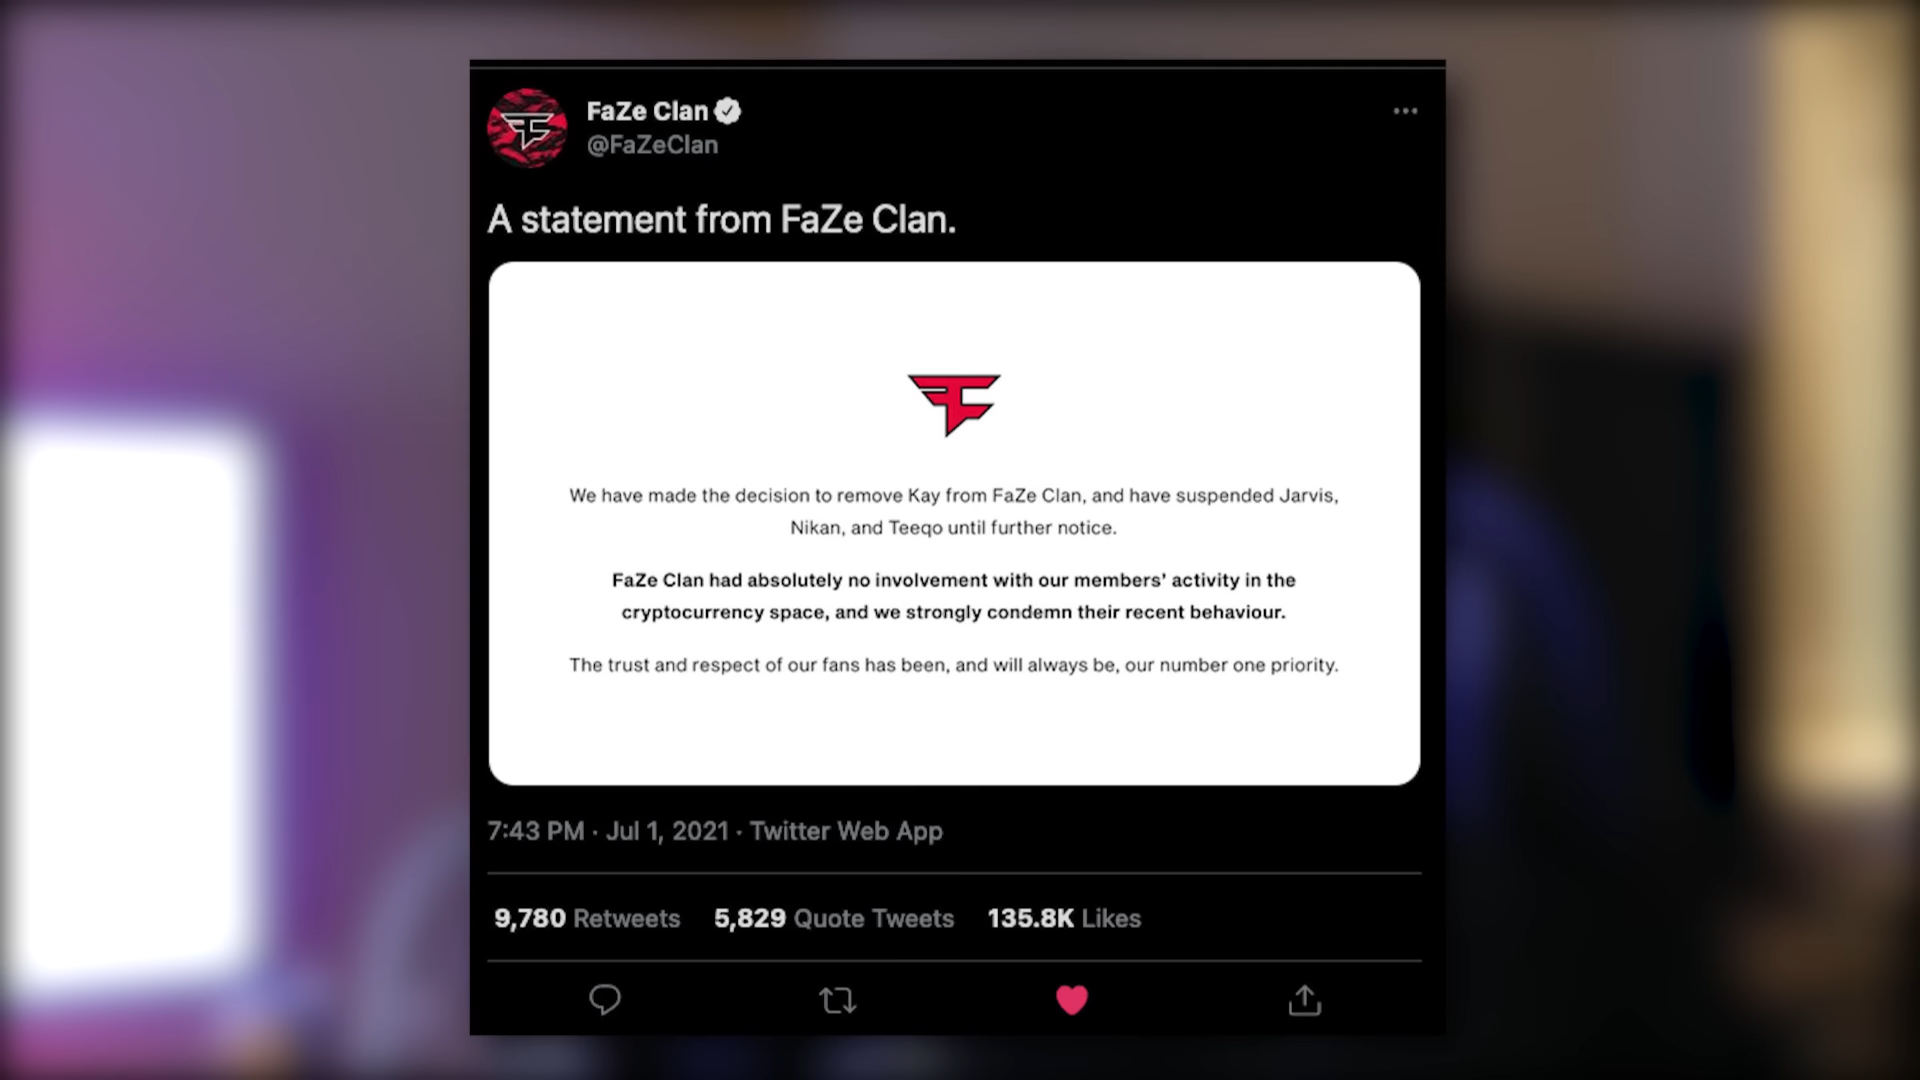 FaZe Clan
@FaZeClan
A statement from FaZe Clan.
We have made the decision to remove Kay from FaZe Clan, and have suspended Jarvis,
Nikan, and Teeqo until further notice.
FaZe Clan had absolutely no involvement with our members' activity in the
cryptocurrency space, and we strongly condemn their recent behaviour.
The trust and respect of our fans has been, and will always be, our number one priority.
7:43 PM · Jul 1, 2021 · Twitter Web App
9,780 Retweets 5,829 Quote Tweets 135.8K Likes